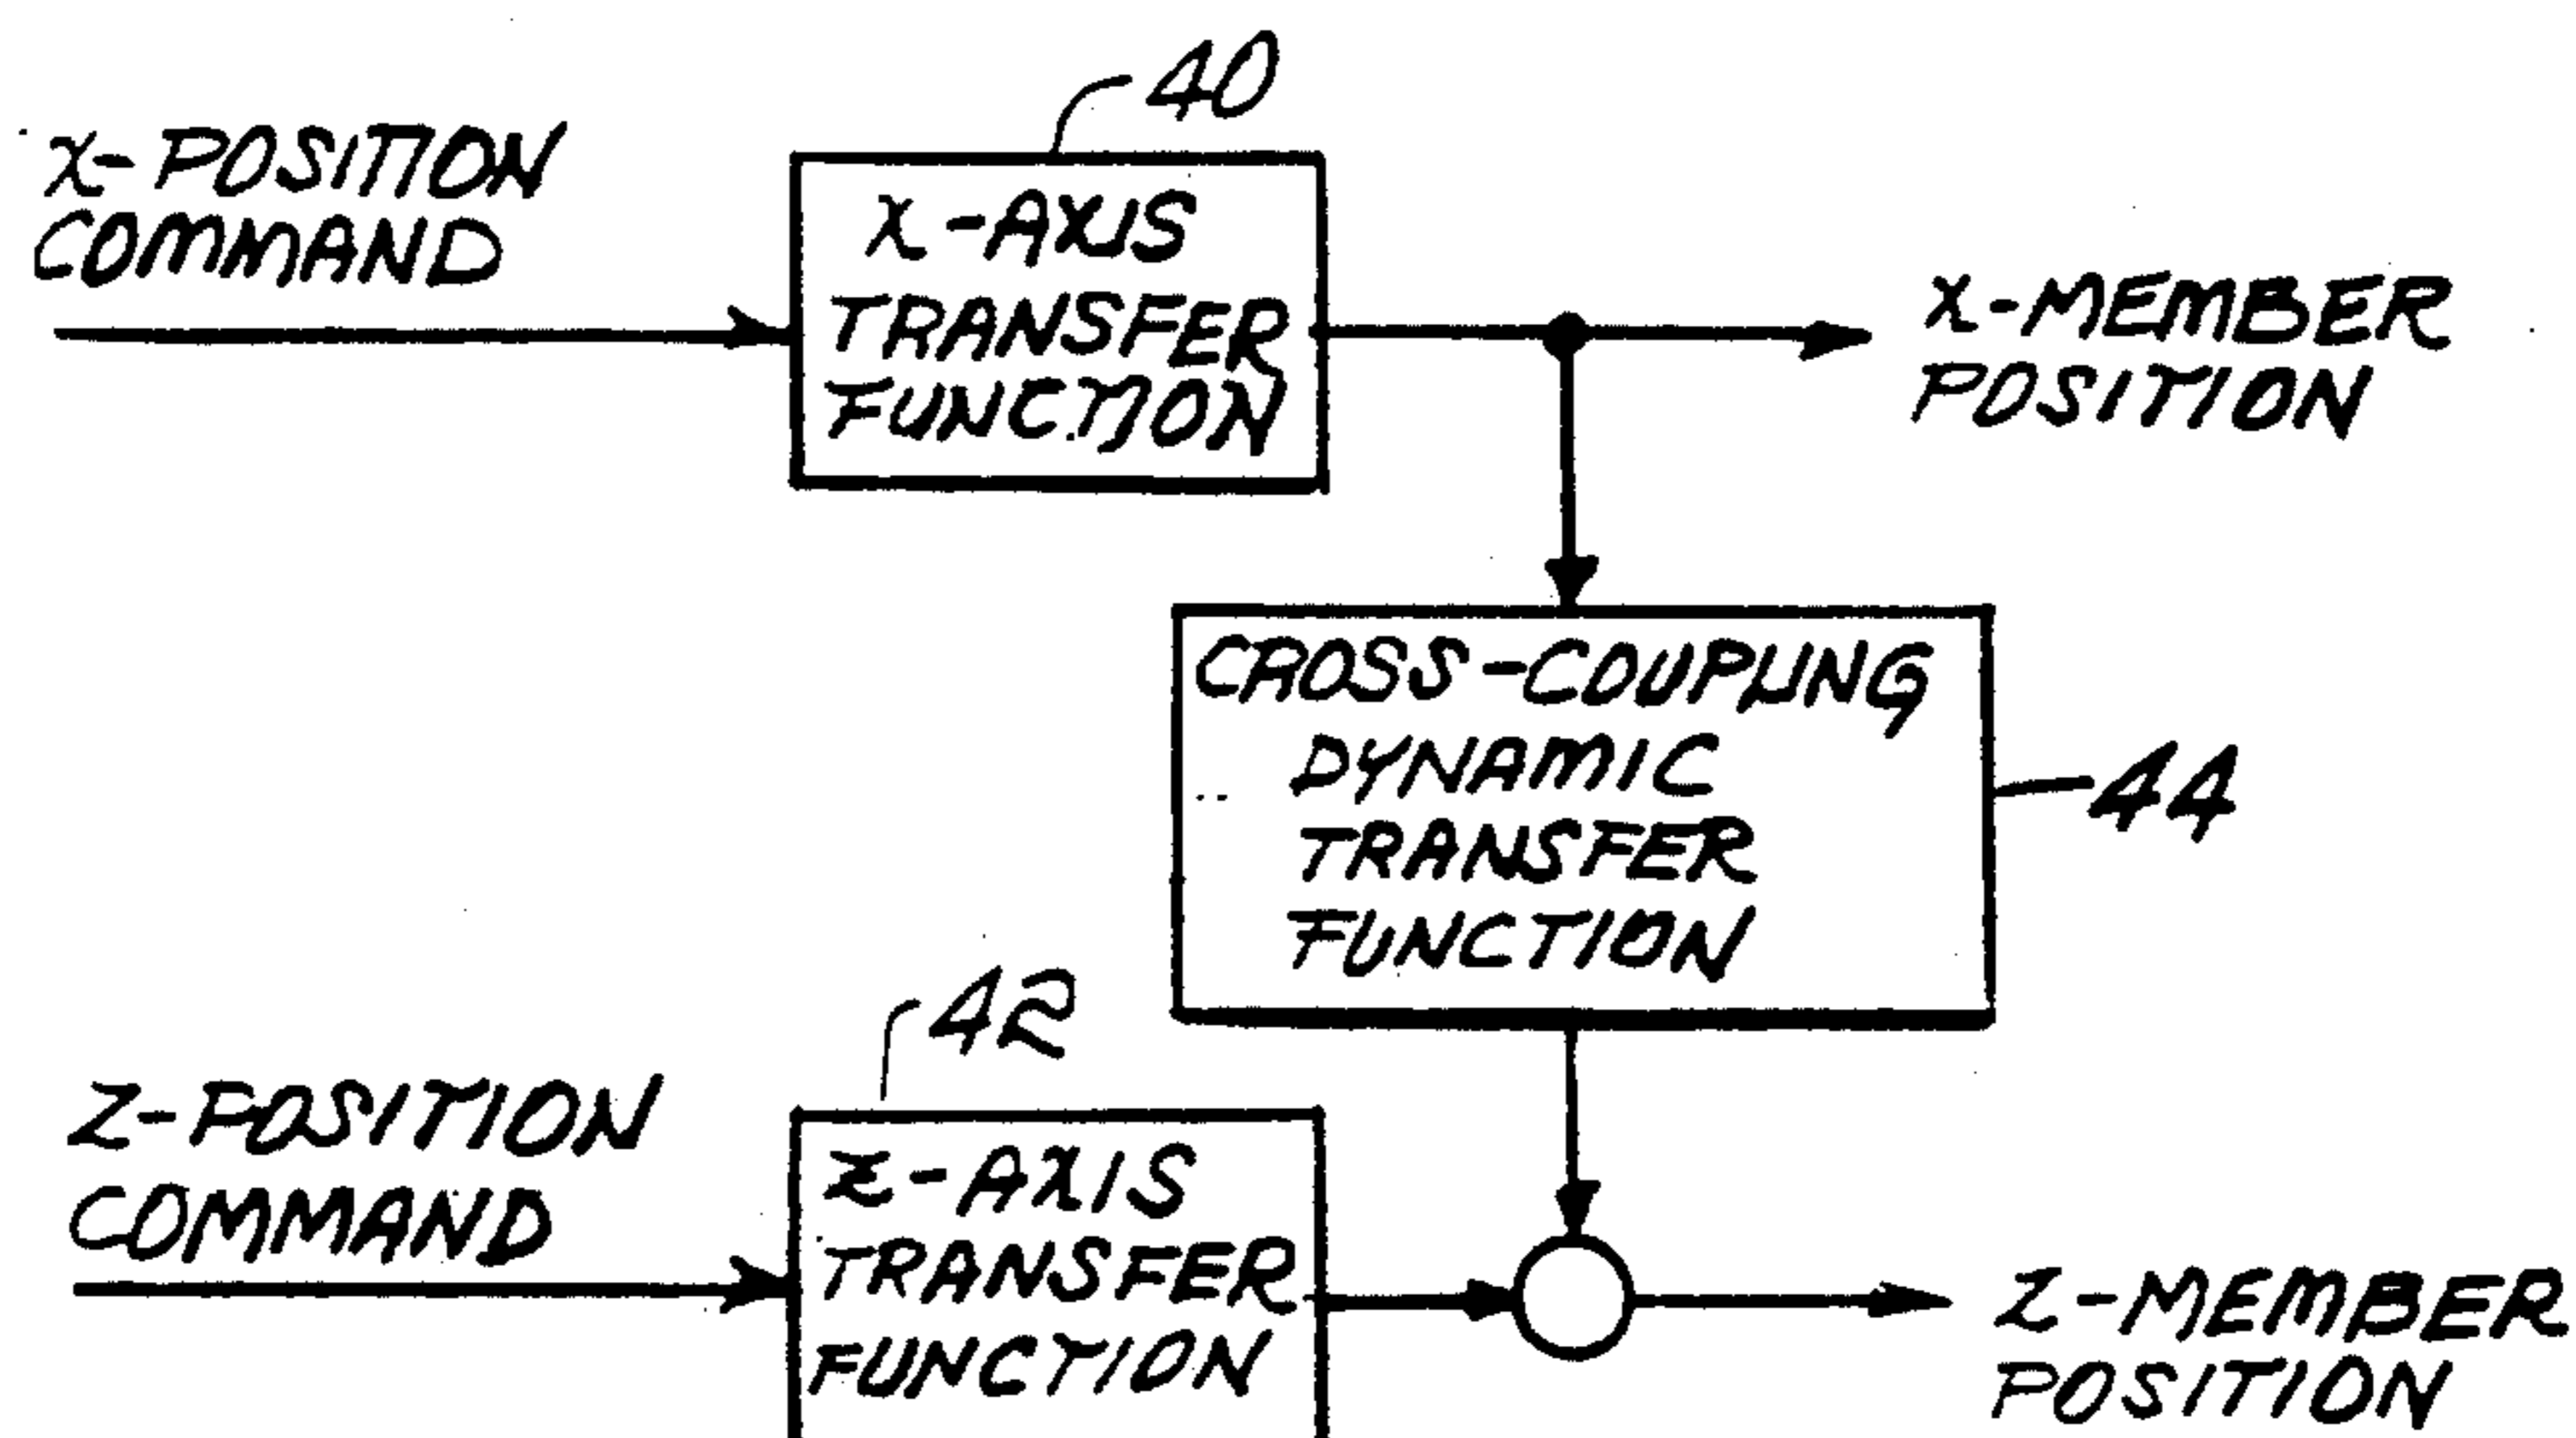 40
X-POSITION
COMMAND
X-AXIS
TRANSFER
FUNCTION
X-MEMBER
POSITION
CROSS-COUPLING
DYNAMIC
TRANSFER
FUNCTION
44
42
Z-POSITION
COMMAND
Z-AXIS
TRANSFER
FUNCTION
Z-MEMBER
POSITION